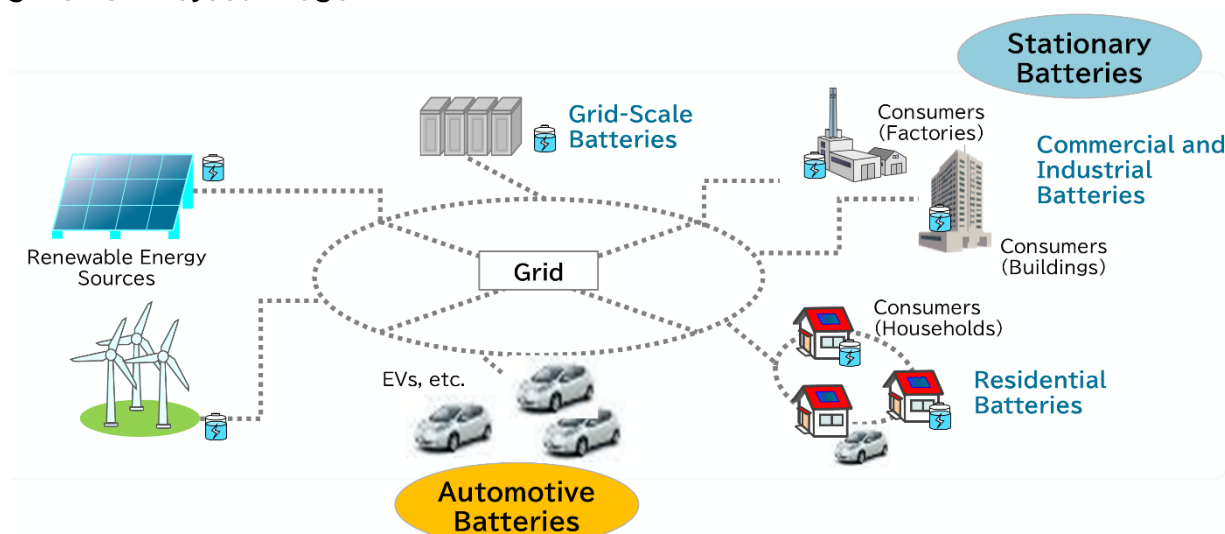 Stationary
Batteries
Grid-Scale
Batteries
Consumers
(Factories)
Commercial and
Industrial
Batteries
Renewable Energy
Sources
Grid
Consumers
(Buildings)
Consumers
(Households)
EVs, etc.
Residential
Batteries
Automotive
Batteries